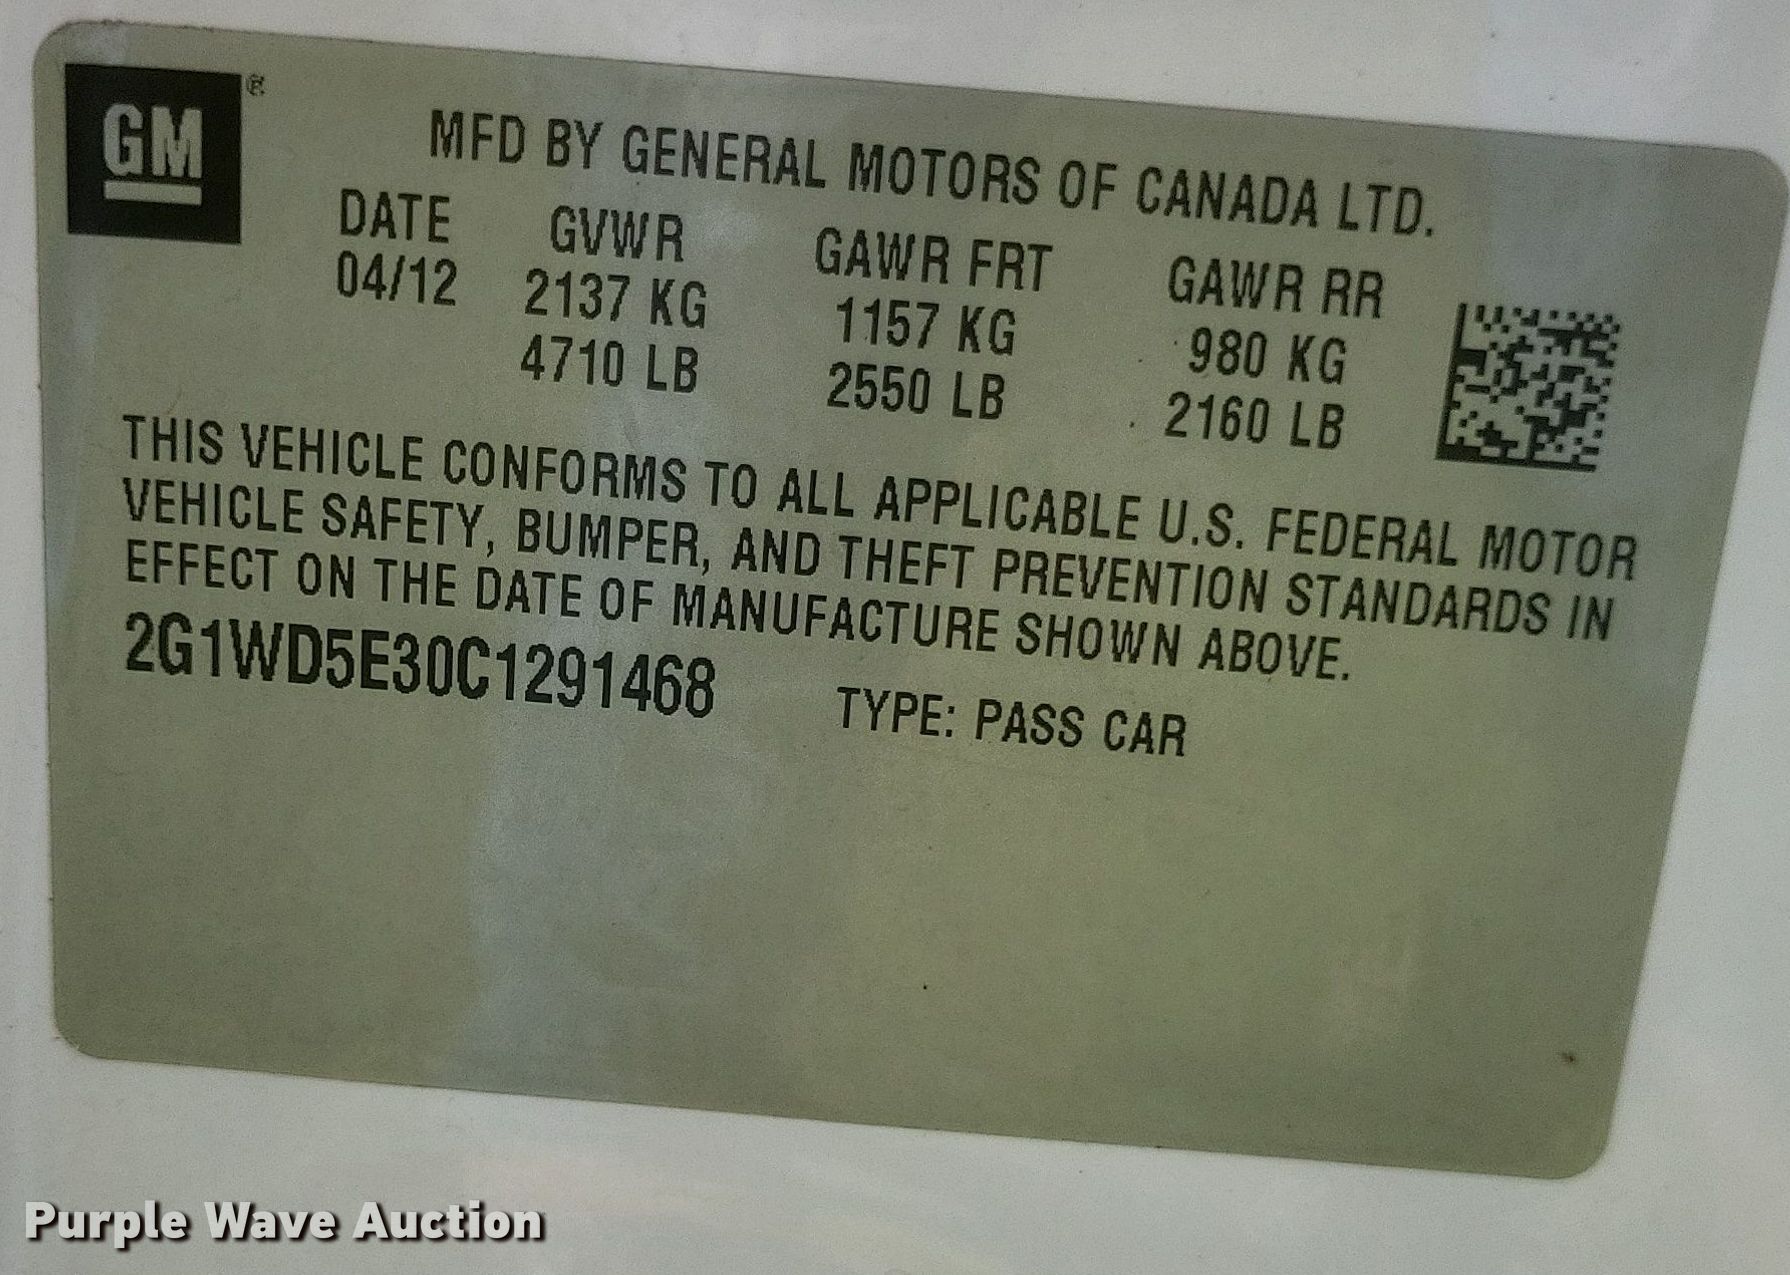 GM®
MFD BY GENERAL MOTORS OF CANADA LTD.
DATE GVWR GAWR FRT GAWR RR
04/12 2137 KG 1157 KG 980 KG
4710 LB 2550 LB 2160 LB
THIS VEHICLE CONFORMS TO ALL APPLICABLE U.S. FEDERAL MOTOR
VEHICLE SAFETY, BUMPER, AND THEFT PREVENTION STANDARDS IN
EFFECT ON THE DATE OF MANUFACTURE SHOWN ABOVE.
2G1WD5E30C1291468 TYPE: PASS CAR
Purple Wave Auction